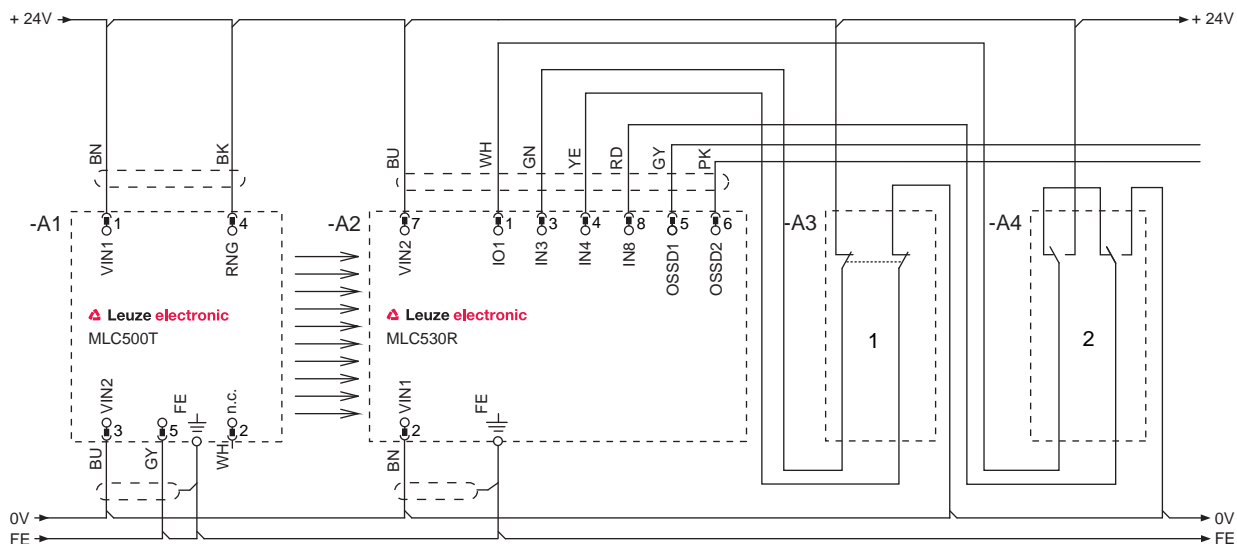 + 24V
+ 24V
BN
BK
BU
WH
GN
YE
RD
GY
PK
-A1
1
4
-A2
7
1
3
4
8
5
6
-A3
-A4
VIN1
RNG
VIN2
IO1
IN3
IN4
IN8
OSSD1
OSSD2
Leuze electronic
MLC500T
Leuze electronic
MLC530R
1
2
VIN2
FE
n.c.
VIN1
FE
3
5
2
2
BU
GY
WH
BN
0V
0V
FE
FE